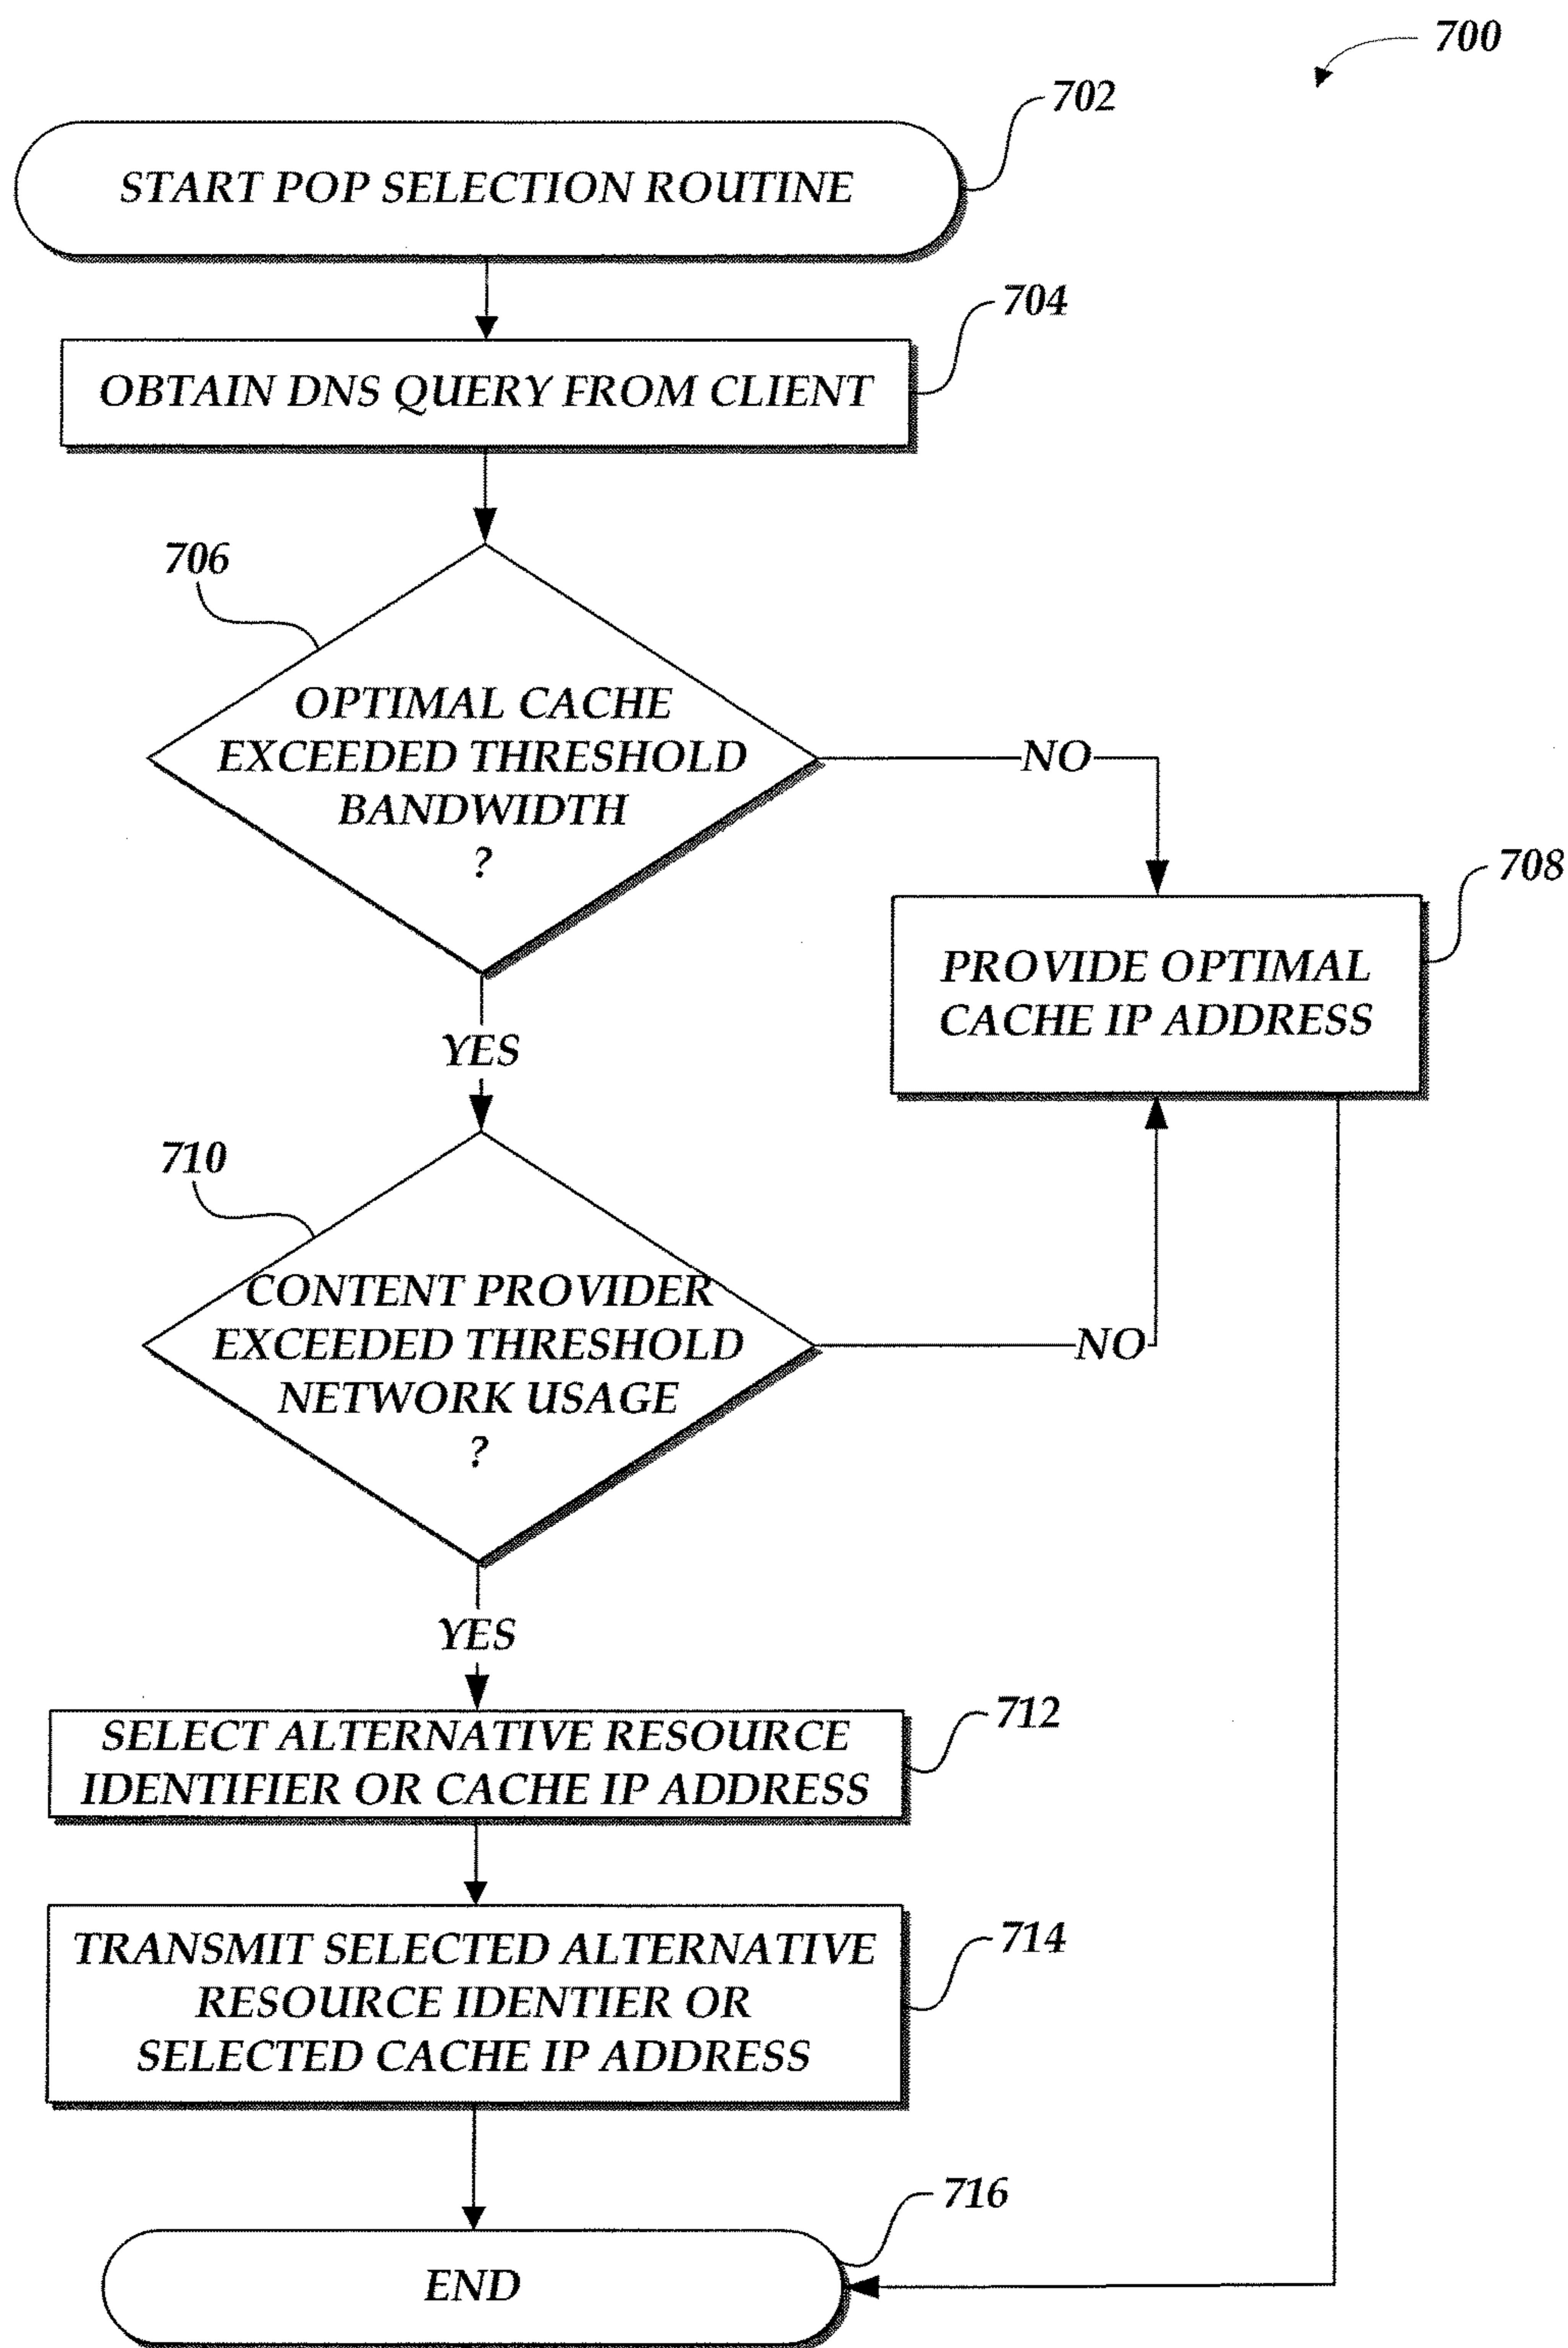 700
702
START POP SELECTION ROUTINE
704
OBTAIN DNS QUERY FROM CLIENT
706
OPTIMAL CACHE
EXCEEDED THRESHOLD
BANDWIDTH
?
NO
708
PROVIDE OPTIMAL
CACHE IP ADDRESS
YES
710
CONTENT PROVIDER
EXCEEDED THRESHOLD
NETWORK USAGE
?
NO
YES
712
SELECT ALTERNATIVE RESOURCE
IDENTIFIER OR CACHE IP ADDRESS
714
TRANSMIT SELECTED ALTERNATIVE
RESOURCE IDENTIER OR
SELECTED CACHE IP ADDRESS
716
END